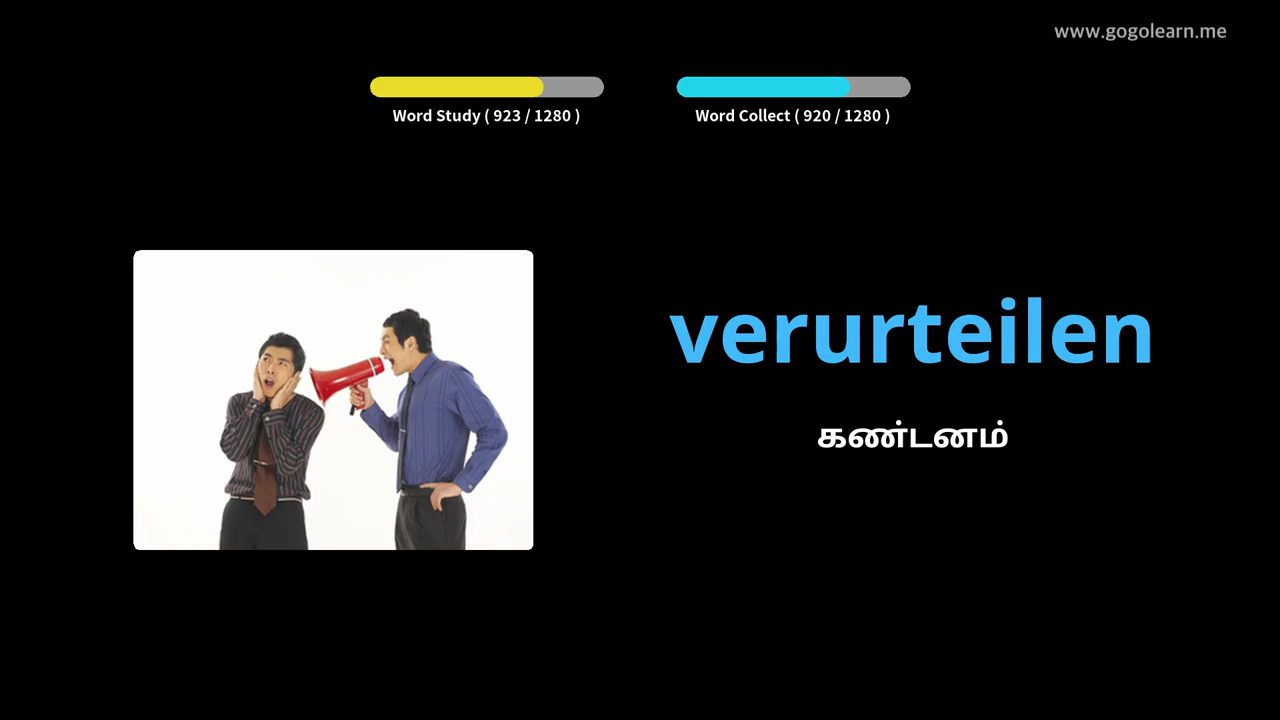 www.gogolearn.me
Word Study ( 923 / 1280 )
Word Collect ( 920 / 1280 )
verurteilen
கண்டனம்